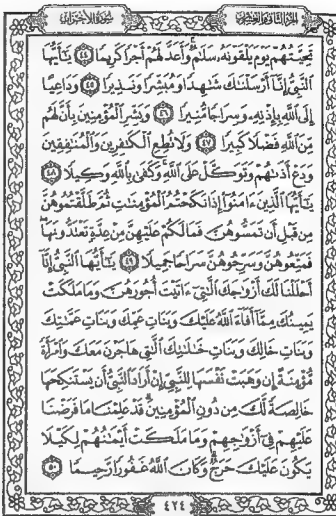 الجزء الثاني والعشرون سورة الأحزاب
تَحِيَّتُهُمْ يَوْمَ يَلْقَوْنَهُۥ سَلَٰمٌ وَأَعَدَّ لَهُمْ أَجْرًا كَرِيمًا ٤٤ يَٰٓأَيُّهَا
ٱلنَّبِىُّ إِنَّآ أَرْسَلْنَٰكَ شَٰهِدًا وَمُبَشِّرًا وَنَذِيرًا ٤٥ وَدَاعِيًا
إِلَى ٱللَّهِ بِإِذْنِهِۦ وَسِرَاجًا مُّنِيرًا ٤٦ وَبَشِّرِ ٱلْمُؤْمِنِينَ بِأَنَّ لَهُم
مِّنَ ٱللَّهِ فَضْلًا كَبِيرًا ٤٧ وَلَا تُطِعِ ٱلْكَٰفِرِينَ وَٱلْمُنَٰفِقِينَ
وَدَعْ أَذَىٰهُمْ وَتَوَكَّلْ عَلَى ٱللَّهِ وَكَفَىٰ بِٱللَّهِ وَكِيلًا ٤٨
يَٰٓأَيُّهَا ٱلَّذِينَ ءَامَنُوٓا۟ إِذَا نَكَحْتُمُ ٱلْمُؤْمِنَٰتِ ثُمَّ طَلَّقْتُمُوهُنَّ
مِن قَبْلِ أَن تَمَسُّوهُنَّ فَمَا لَكُمْ عَلَيْهِنَّ مِنْ عِدَّةٍ تَعْتَدُّونَهَا
فَمَتِّعُوهُنَّ وَسَرِّحُوهُنَّ سَرَاحًا جَمِيلًا ٤٩ يَٰٓأَيُّهَا ٱلنَّبِىُّ إِنَّآ
أَحْلَلْنَا لَكَ أَزْوَٰجَكَ ٱلَّٰتِىٓ ءَاتَيْتَ أُجُورَهُنَّ وَمَا مَلَكَتْ
يَمِينُكَ مِمَّآ أَفَآءَ ٱللَّهُ عَلَيْكَ وَبَنَاتِ عَمِّكَ وَبَنَاتِ عَمَّٰتِكَ
وَبَنَاتِ خَالِكَ وَبَنَاتِ خَٰلَٰتِكَ ٱلَّٰتِى هَاجَرْنَ مَعَكَ وَٱمْرَأَةً
مُّؤْمِنَةً إِن وَهَبَتْ نَفْسَهَا لِلنَّبِىِّ إِنْ أَرَادَ ٱلنَّبِىُّ أَن يَسْتَنكِحَهَا
خَالِصَةً لَّكَ مِن دُونِ ٱلْمُؤْمِنِينَ قَدْ عَلِمْنَا مَا فَرَضْنَا
عَلَيْهِمْ فِىٓ أَزْوَٰجِهِمْ وَمَا مَلَكَتْ أَيْمَٰنُهُمْ لِكَيْلَا
يَكُونَ عَلَيْكَ حَرَجٌ وَكَانَ ٱللَّهُ غَفُورًا رَّحِيمًا ٥٠
٤٢٤